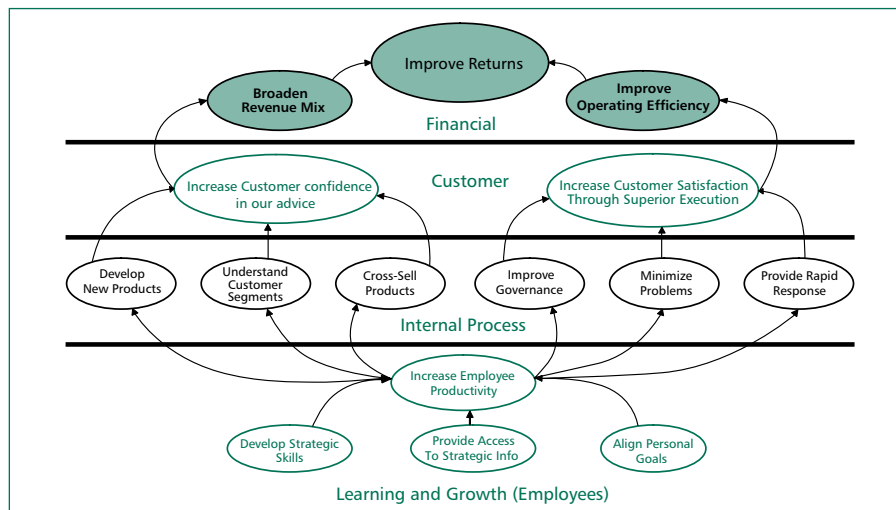 Improve Returns
Broaden
Revenue Mix
Improve
Operating Efficiency
Financial
Customer
Increase Customer confidence
in our advice
Increase Customer Satisfaction
Through Superior Execution
Develop
New Products
Understand
Customer
Segments
Cross-Sell
Products
Improve
Governance
Minimize
Problems
Provide Rapid
Response
Internal Process
Increase Employee
Productivity
Develop Strategic
Skills
Provide Access
To Strategic Info
Align Personal
Goals
Learning and Growth (Employees)